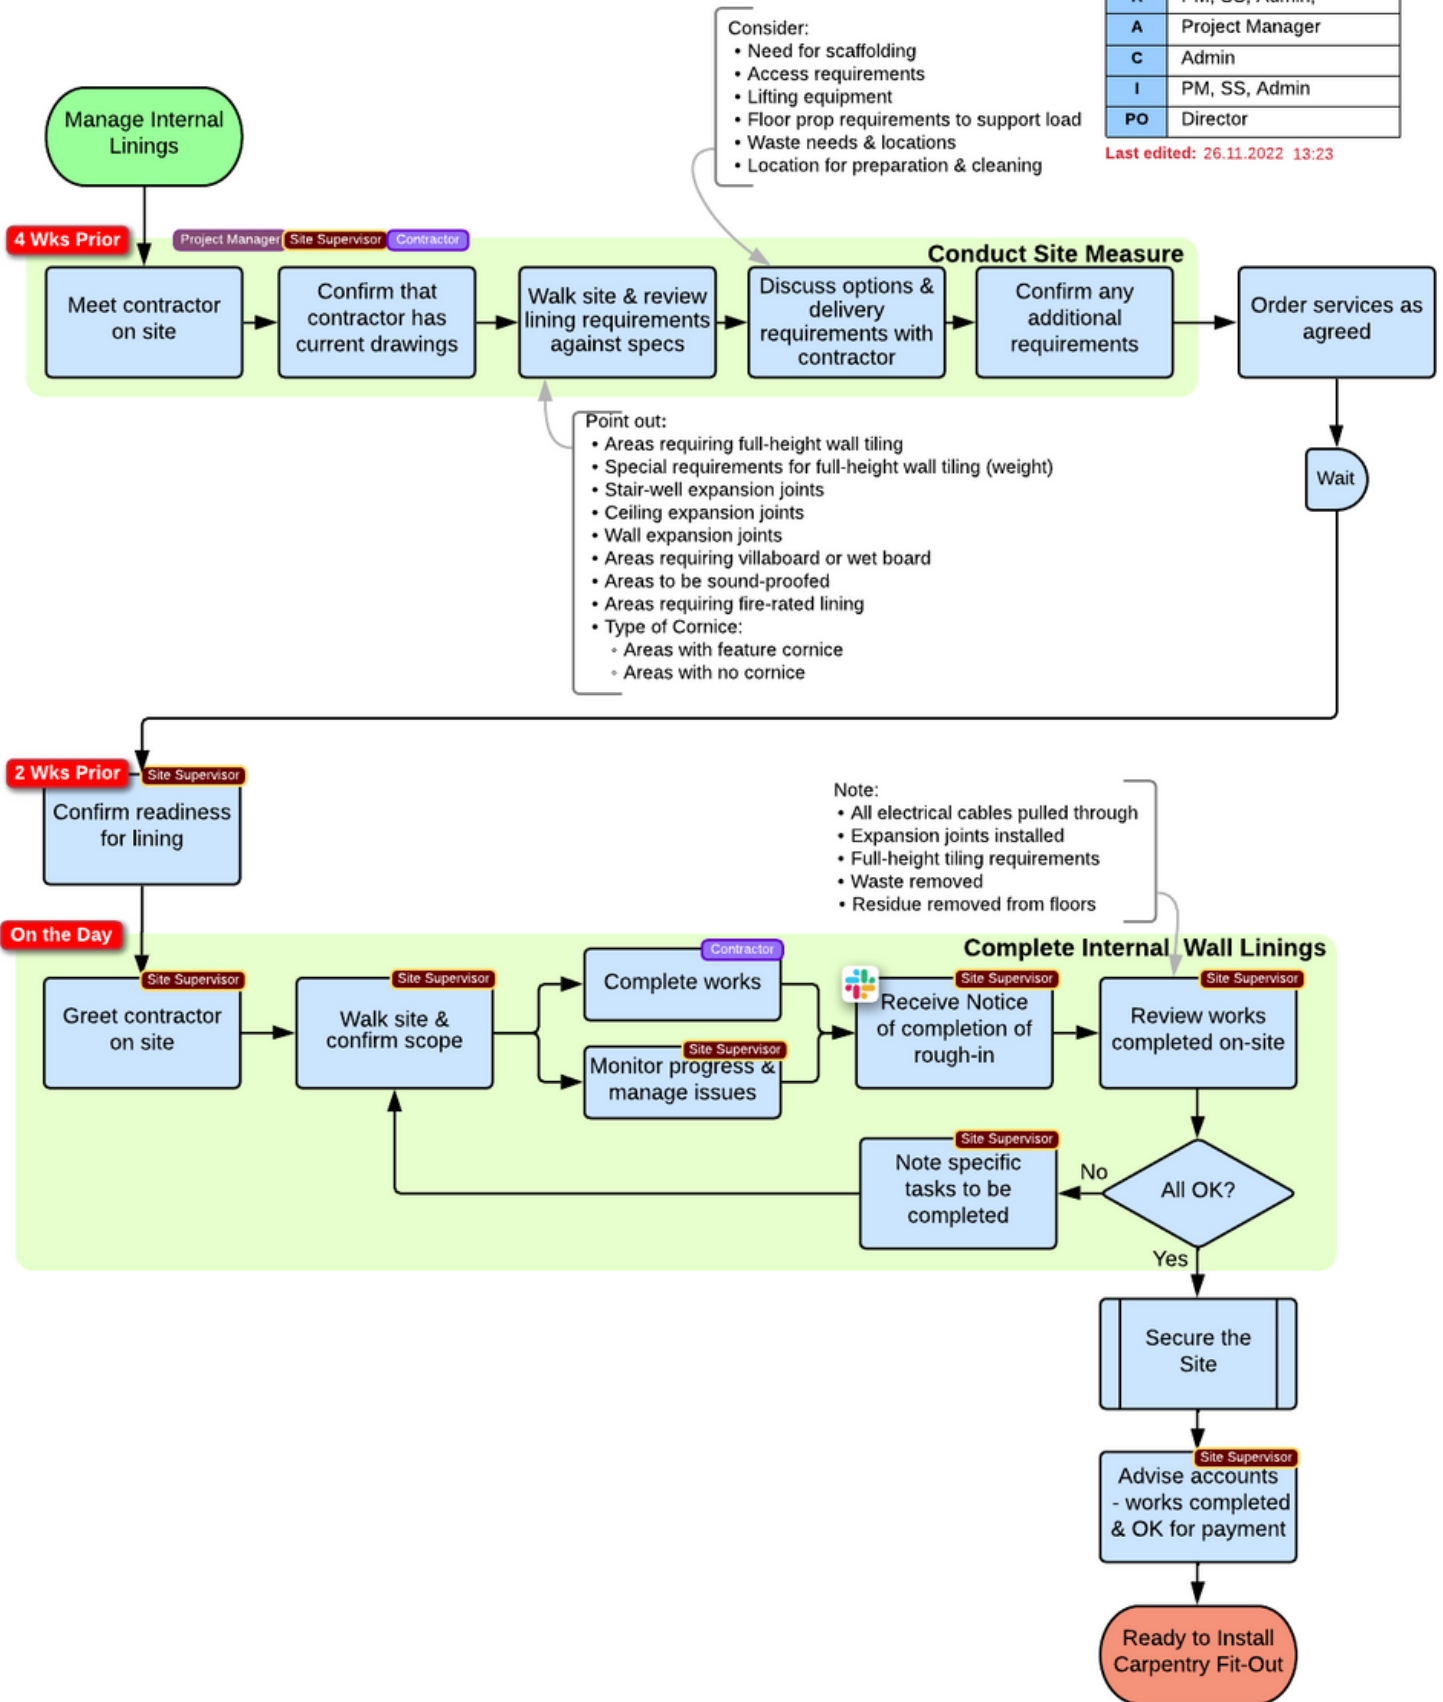 PM, SS, Admin,
A Project Manager
C Admin
I PM, SS, Admin
PO Director
Last edited: 26.11.2022 13:23
Consider:
• Need for scaffolding
• Access requirements
• Lifting equipment
• Floor prop requirements to support load
• Waste needs & locations
• Location for preparation & cleaning
Manage Internal
Linings
4 Wks Prior
Project Manager
Site Supervisor
Contractor
Conduct Site Measure
Meet contractor
on site
Confirm that
contractor has
current drawings
Walk site & review
lining requirements
against specs
Discuss options &
delivery
requirements with
contractor
Confirm any
additional
requirements
Order services as
agreed
Wait
Point out:
• Areas requiring full-height wall tiling
• Special requirements for full-height wall tiling (weight)
• Stair-well expansion joints
• Ceiling expansion joints
• Wall expansion joints
• Areas requiring villaboard or wet board
• Areas to be sound-proofed
• Areas requiring fire-rated lining
• Type of Cornice:
◦ Areas with feature cornice
◦ Areas with no cornice
2 Wks Prior
Site Supervisor
Confirm readiness
for lining
Note:
• All electrical cables pulled through
• Expansion joints installed
• Full-height tiling requirements
• Waste removed
• Residue removed from floors
On the Day
Complete Internal Wall Linings
Site Supervisor
Greet contractor
on site
Site Supervisor
Walk site &
confirm scope
Contractor
Complete works
Site Supervisor
Monitor progress &
manage issues
Site Supervisor
Receive Notice
of completion of
rough-in
Site Supervisor
Review works
completed on-site
Site Supervisor
Note specific
tasks to be
completed
No
All OK?
Yes
Secure the
Site
Site Supervisor
Advise accounts
- works completed
& OK for payment
Ready to Install
Carpentry Fit-Out